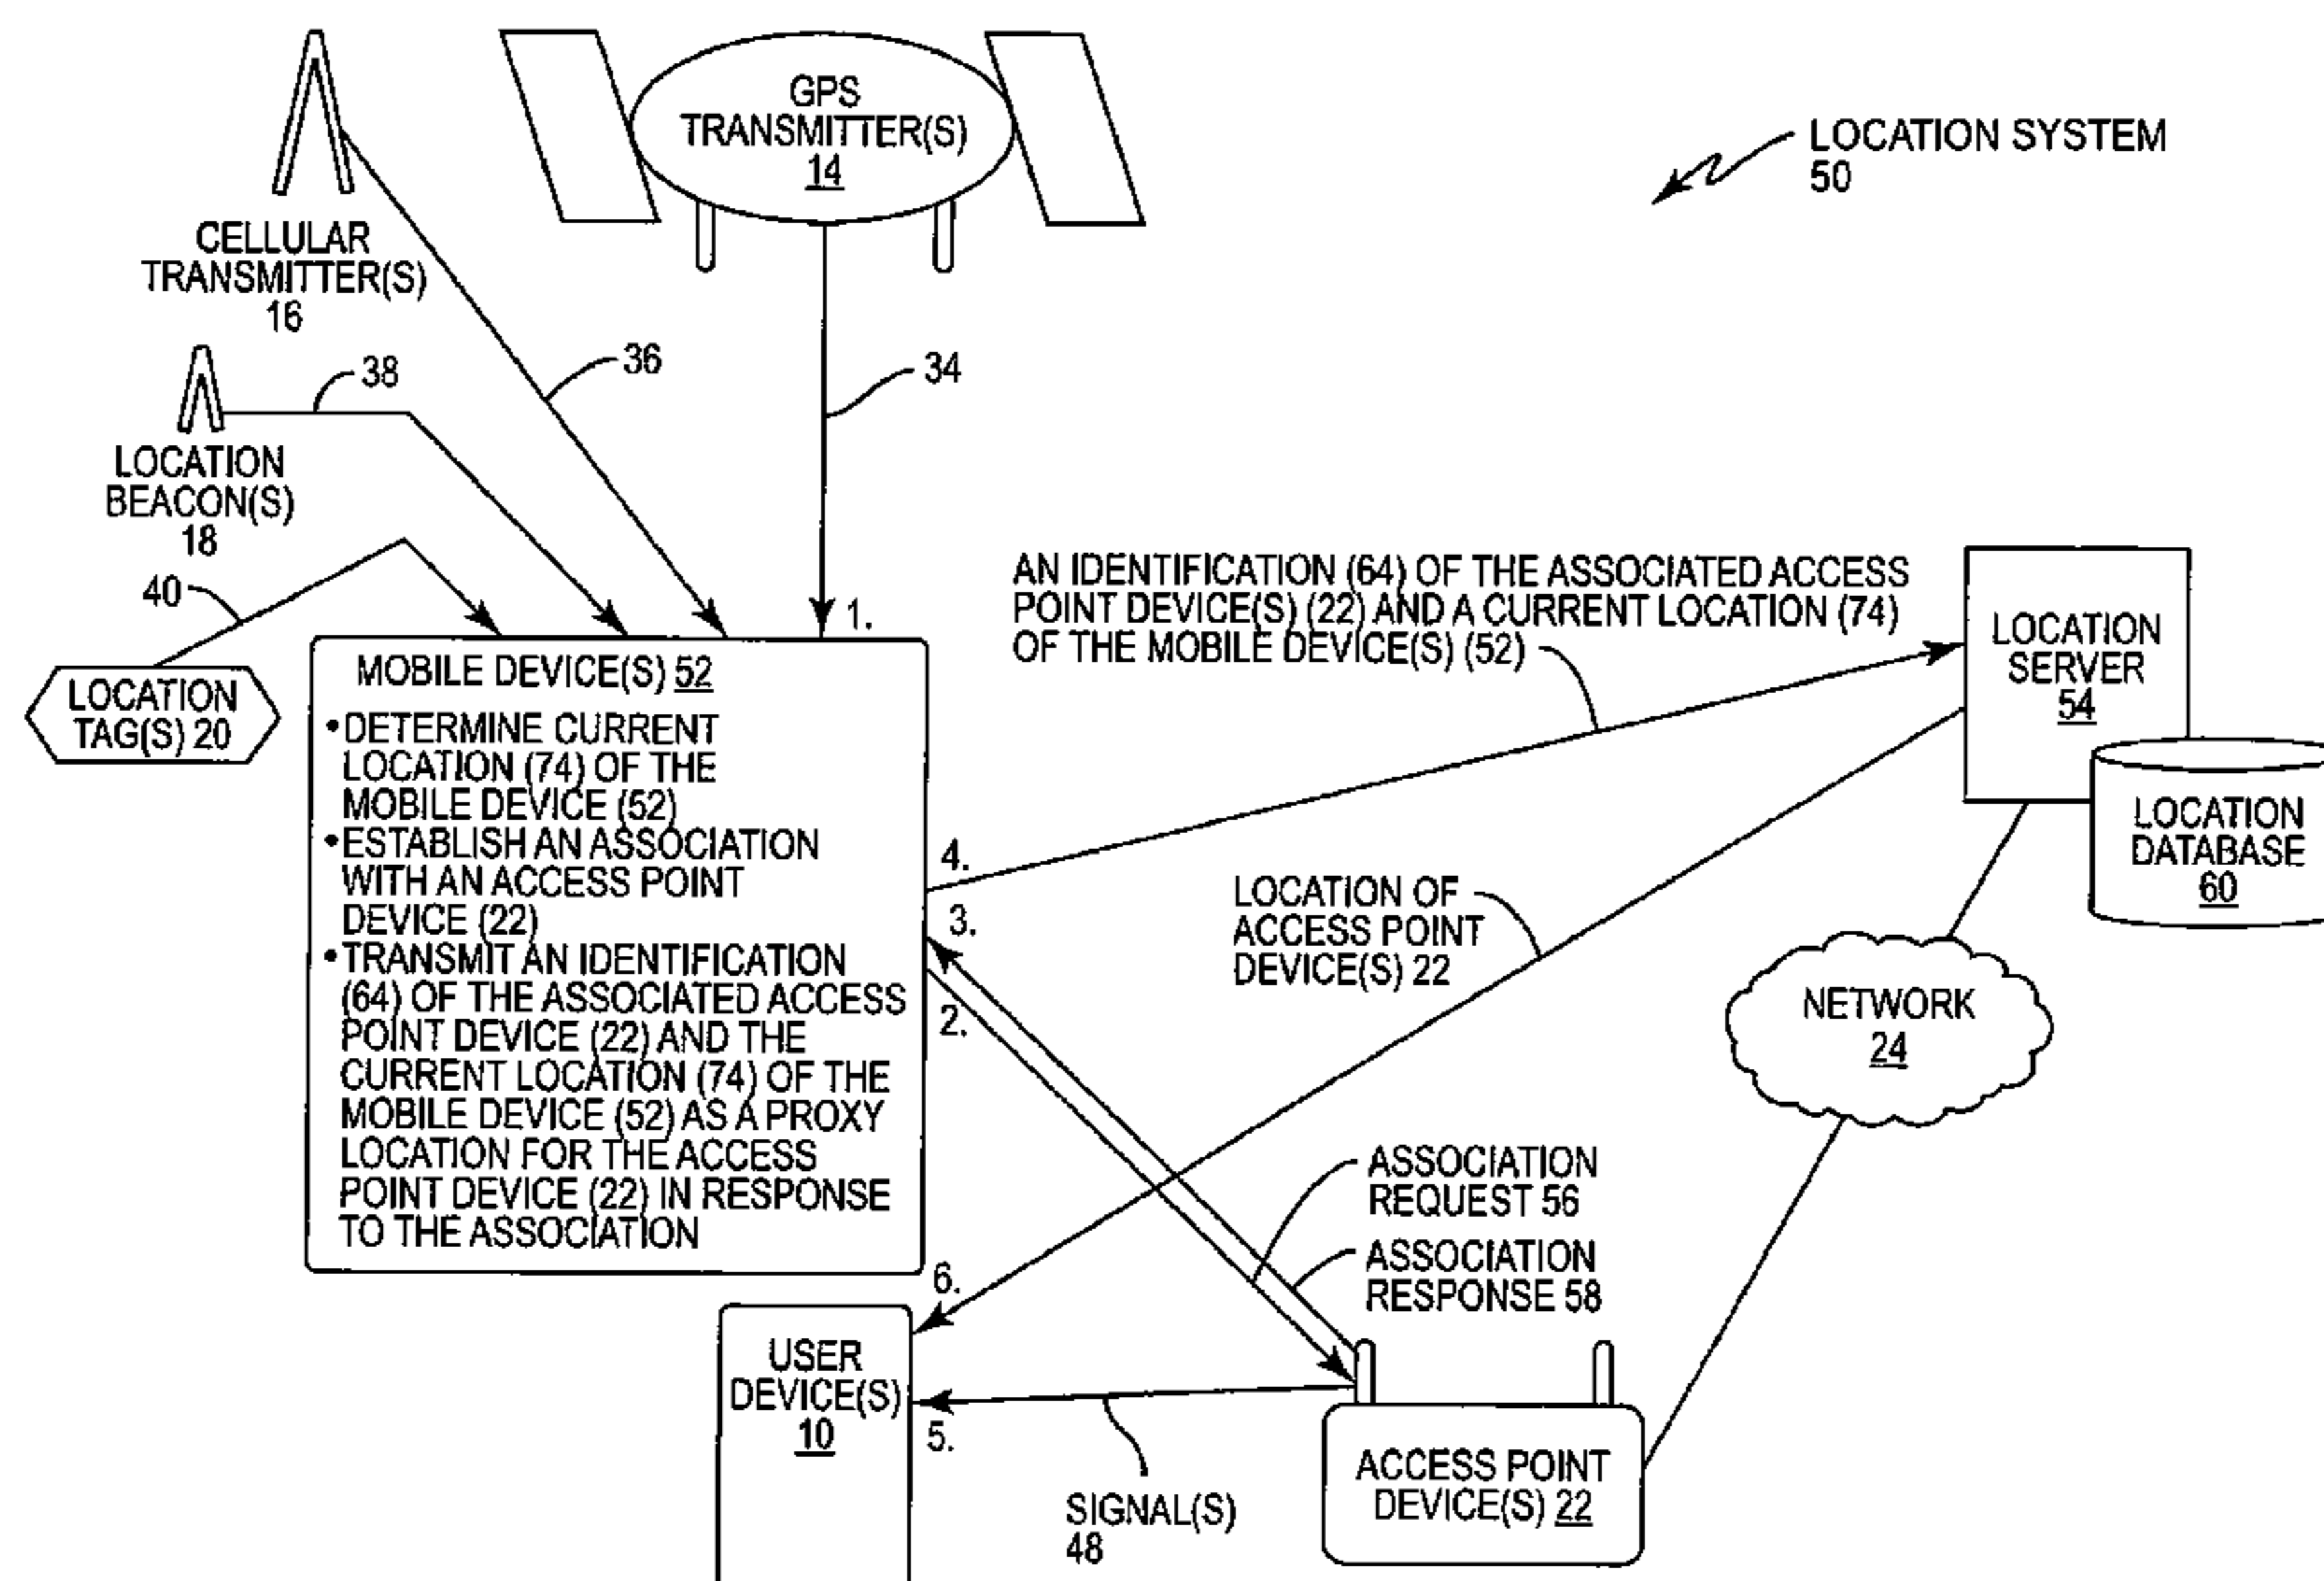 GPS
TRANSMITTER(S)
14
LOCATION SYSTEM
50
CELLULAR
TRANSMITTER(S)
16
38
36
34
LOCATION
BEACON(S)
18
40
1.
LOCATION
TAG(S) 20
MOBILE DEVICE(S) 52
•DETERMINE CURRENT
LOCATION (74) OF THE
MOBILE DEVICE (52)
•ESTABLISH AN ASSOCIATION
WITH AN ACCESS POINT
DEVICE (22)
•TRANSMIT AN IDENTIFICATION
(64) OF THE ASSOCIATED ACCESS
POINT DEVICE (22) AND THE
CURRENT LOCATION (74) OF THE
MOBILE DEVICE (52) AS A PROXY
LOCATION FOR THE ACCESS
POINT DEVICE (22) IN RESPONSE
TO THE ASSOCIATION
AN IDENTIFICATION (64) OF THE ASSOCIATED ACCESS
POINT DEVICE(S) (22) AND A CURRENT LOCATION (74)
OF THE MOBILE DEVICE(S) (52)
LOCATION
SERVER
54
LOCATION
DATABASE
60
4.
3.
2.
LOCATION OF
ACCESS POINT
DEVICE(S) 22
NETWORK
24
ASSOCIATION
REQUEST 56
ASSOCIATION
RESPONSE 58
6.
USER
DEVICE(S)
10
5.
SIGNAL(S)
48
ACCESS POINT
DEVICE(S) 22